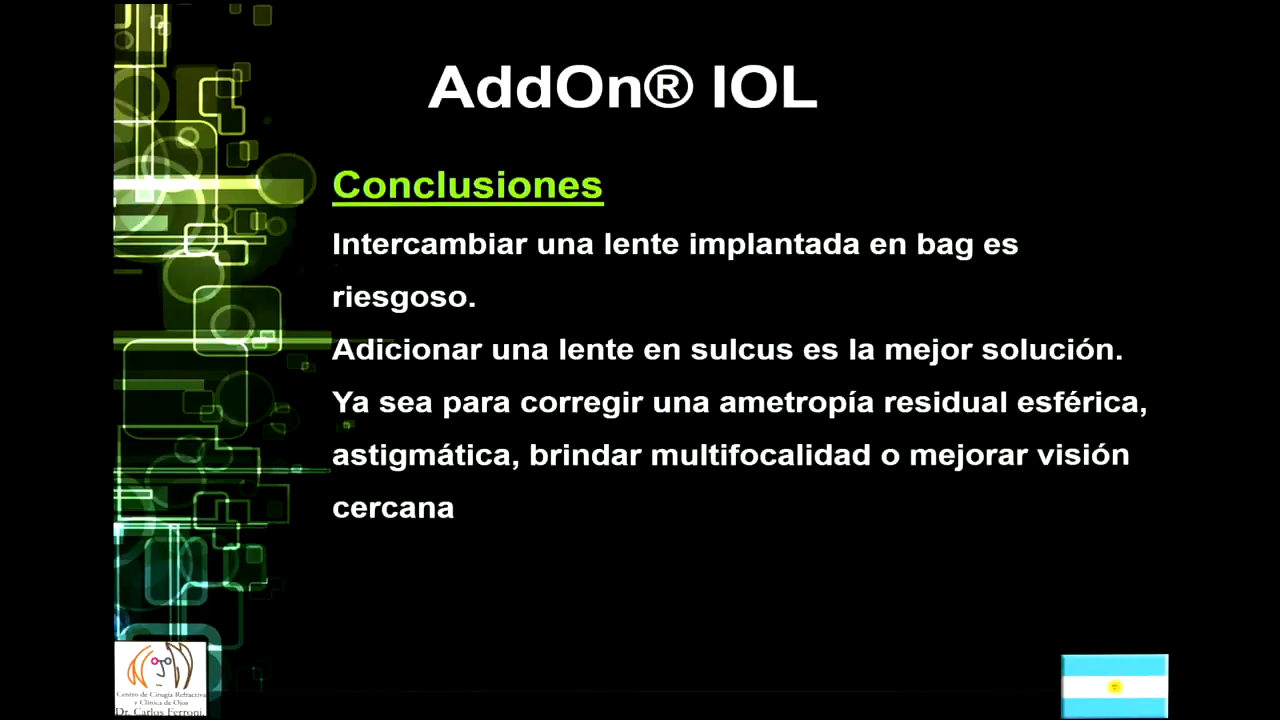 AddOn® IOL
Conclusiones
Intercambiar una lente implantada en bag es
riesgoso.
Adicionar una lente en sulcus es la mejor solución.
Ya sea para corregir una ametropía residual esférica,
astigmática, brindar multifocalidad o mejorar visión
cercana
Centro de Cirugía Refractiva
y Clínica de Ojos
Dr. Carlos Ferroni